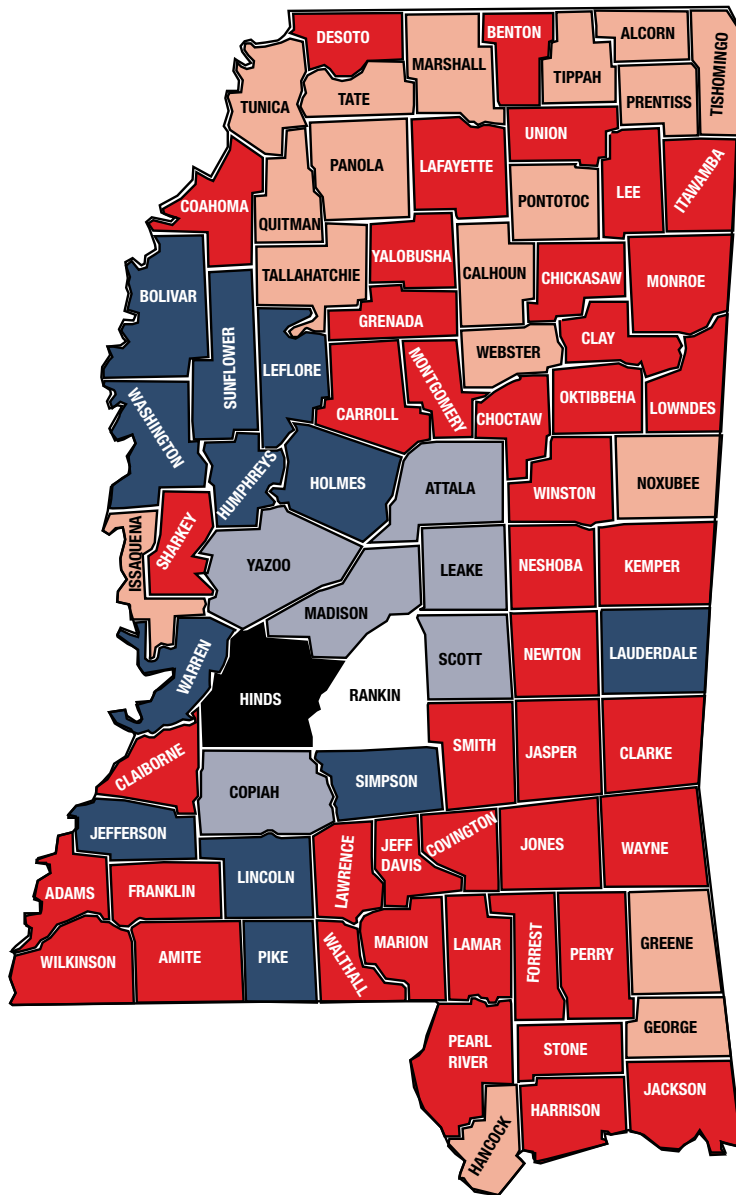 DESOTO
BENTON
ALCORN
MARSHALL
TIPPAH
TISHOMINGO
TUNICA
TATE
PRENTISS
UNION
PANOLA
LAFAYETTE
PONTOTOC
LEE
ITAWAMBA
COAHOMA
QUITMAN
TALLAHATCHIE
YALOBUSHA
CALHOUN
CHICKASAW
MONROE
BOLIVAR
SUNFLOWER
LEFLORE
GRENADA
WEBSTER
CLAY
WASHINGTON
CARROLL
MONTGOMERY
CHOCTAW
OKTIBBEHA
LOWNDES
HUMPHREYS
HOLMES
ATTALA
WINSTON
NOXUBEE
ISSAQUENA
SHARKEY
YAZOO
LEAKE
NESHOBA
KEMPER
MADISON
WARREN
HINDS
RANKIN
SCOTT
NEWTON
LAUDERDALE
CLAIBORNE
COPIAH
SIMPSON
SMITH
JASPER
CLARKE
JEFFERSON
LINCOLN
LAWRENCE
JEFF
DAVIS
COVINGTON
JONES
WAYNE
ADAMS
FRANKLIN
WILKINSON
AMITE
PIKE
WALTHALL
MARION
LAMAR
FORREST
PERRY
GREENE
GEORGE
PEARL
RIVER
STONE
HARRISON
JACKSON
HANCOCK